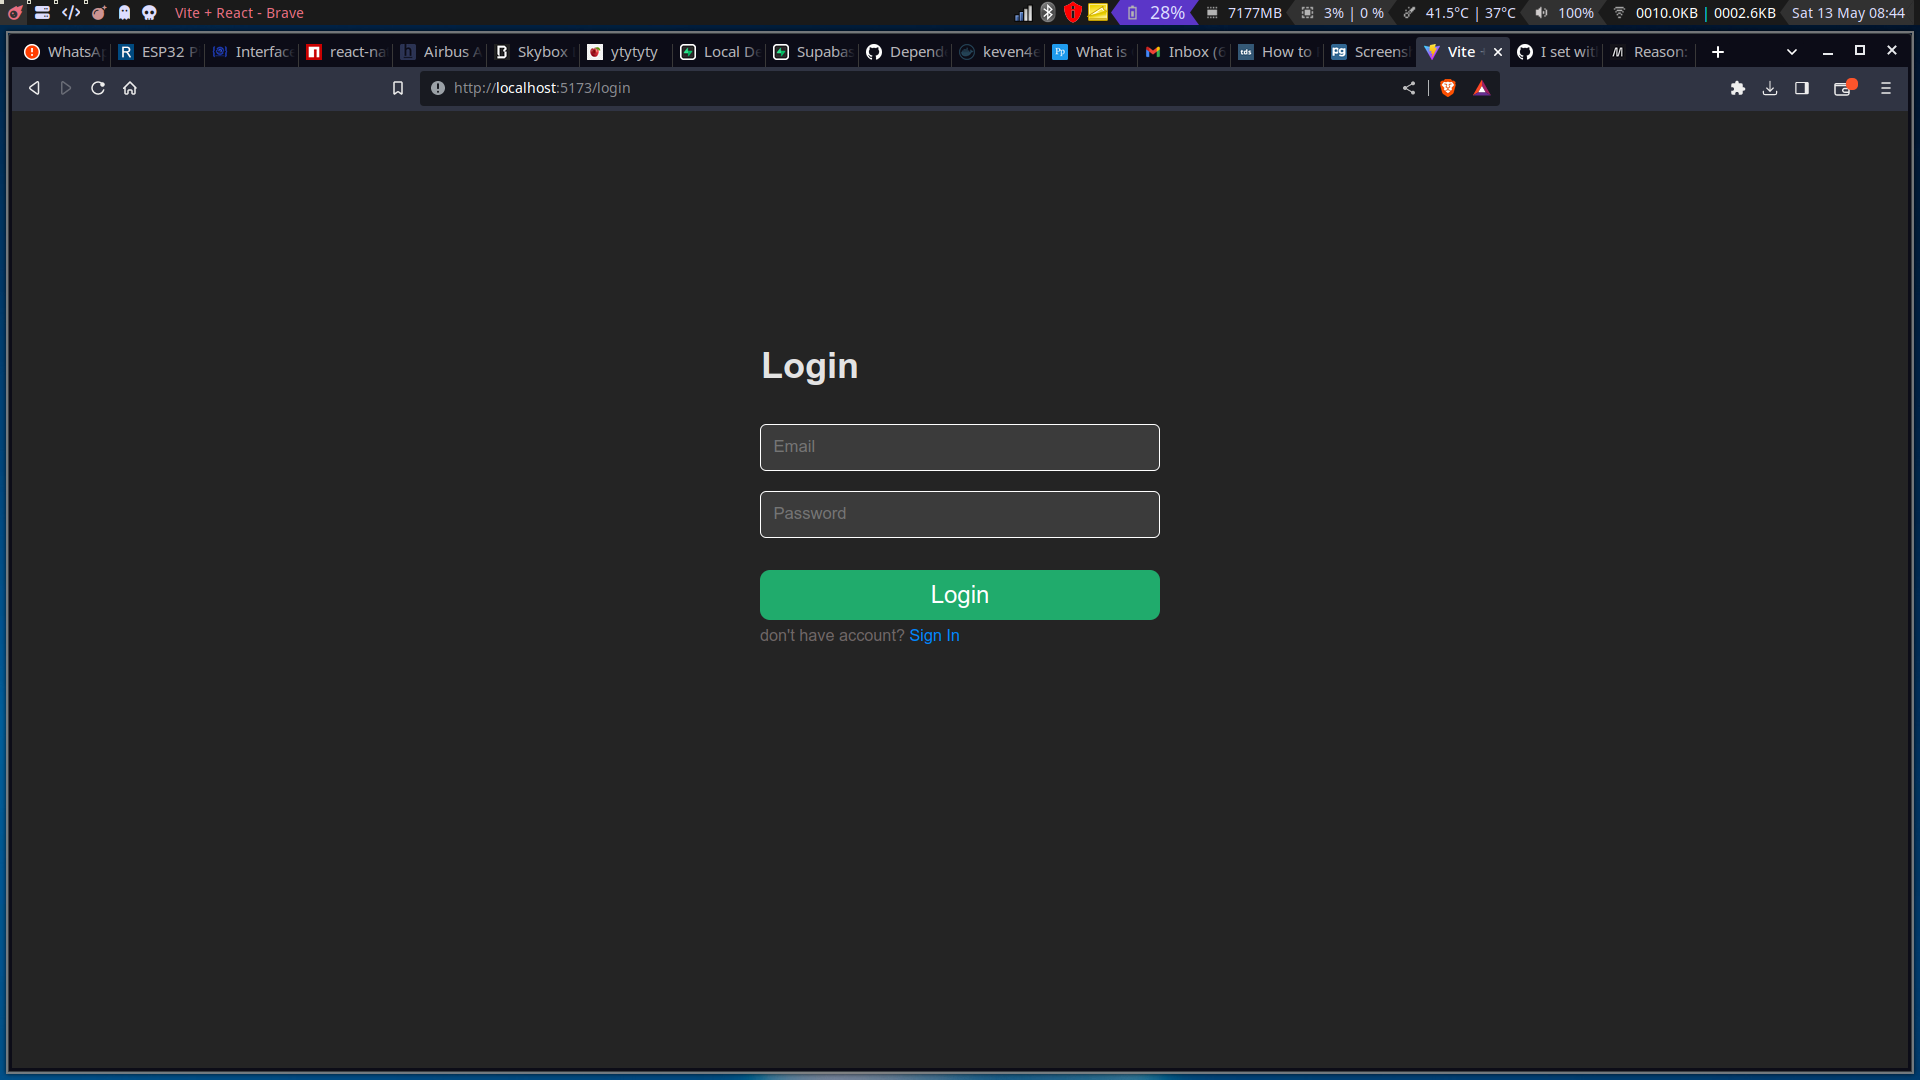 Vite + React - Brave
28%
7177MB
3% | 0 %
41.5°C | 37°C
100%
0010.0KB | 0002.6KB
Sat 13 May 08:44
WhatsA
ESP32 P
Interfac
react-na
Airbus A
Skybox
ytytyty
Local De
Supabas
Depend
keven4
What is
Inbox (6
How to
Screens
Vite
I set wit
Reason:
http://localhost:5173/login
Login
Email
Password
Login
don't have account? Sign In